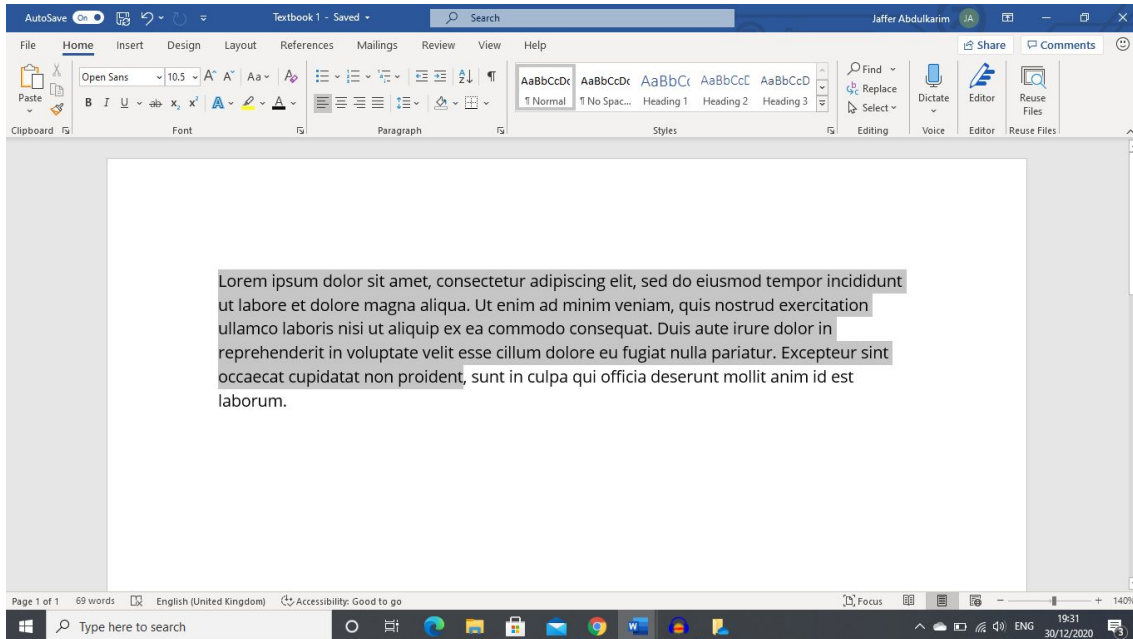 AutoSave On Textbook 1 - Saved Search Jaffer Abdulkarim JA
File Home Insert Design Layout References Mailings Review View Help Share Comments
Paste
Clipboard
Open Sans 10.5 A^ A˅ Aa A
B I U ab x₂ x² A A
Font
Paragraph
AaBbCcDc AaBbCcDc AaBbCc AaBbCcC AaBbCcD
¶ Normal ¶ No Spac... Heading 1 Heading 2 Heading 3
Styles
Find
Replace
Select
Editing
Dictate
Voice
Editor
Editor
Reuse
Files
Reuse Files
Lorem ipsum dolor sit amet, consectetur adipiscing elit, sed do eiusmod tempor incididunt
ut labore et dolore magna aliqua. Ut enim ad minim veniam, quis nostrud exercitation
ullamco laboris nisi ut aliquip ex ea commodo consequat. Duis aute irure dolor in
reprehenderit in voluptate velit esse cillum dolore eu fugiat nulla pariatur. Excepteur sint
occaecat cupidatat non proident, sunt in culpa qui officia deserunt mollit anim id est
laborum.
Page 1 of 1 69 words English (United Kingdom) Accessibility: Good to go Focus 140%
Type here to search ENG 19:31
30/12/2020
3